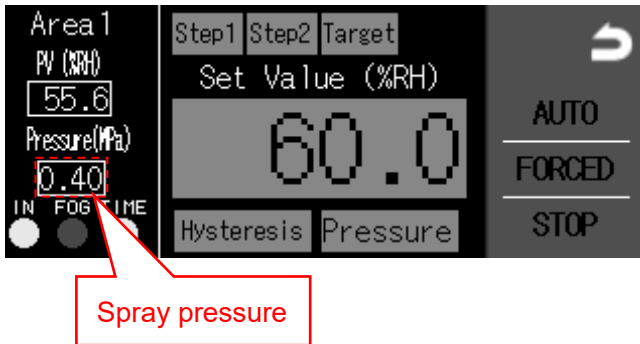 Area1
PV (%RH)
55.6
Pressure(MPa)
0.40
IN FOG TIME
Step1 Step2 Target
Set Value (%RH)
60.0
Hysteresis Pressure
AUTO
FORCED
STOP
Spray pressure